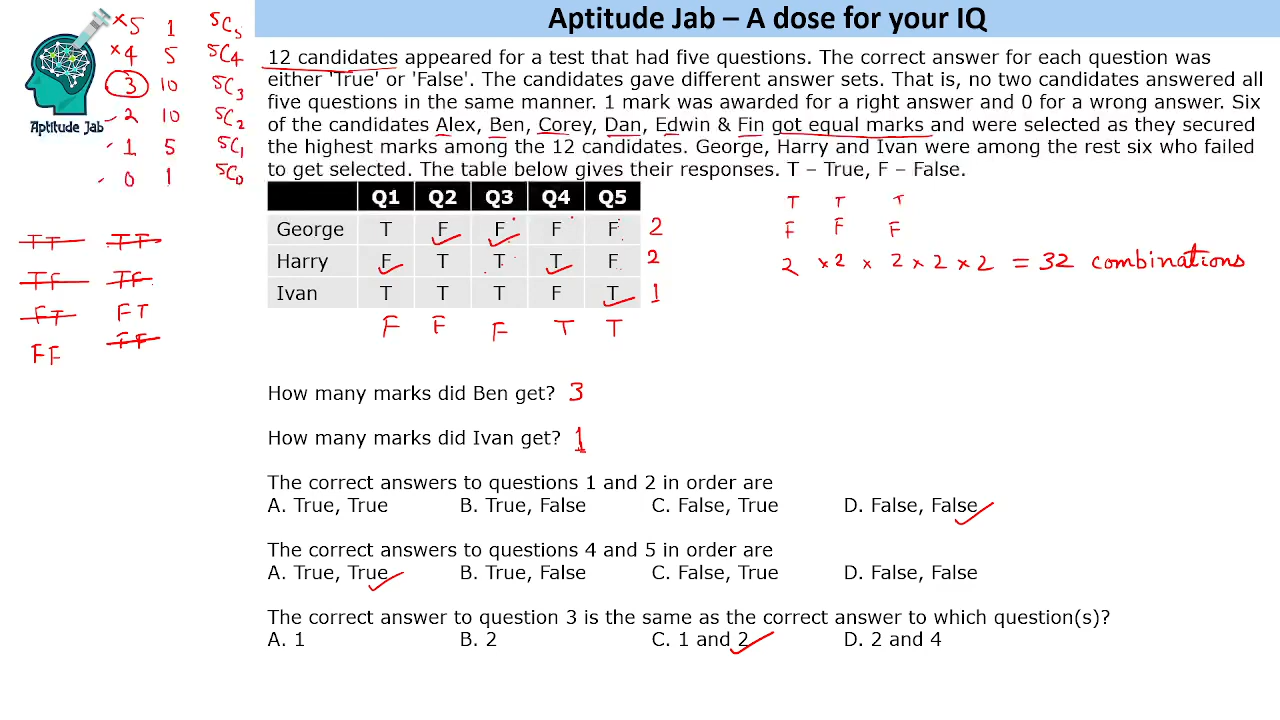 Aptitude Jab – A dose for your IQ
×5 1 5C5
×4 5 5C4
3 10 5C3
2 10 5C2
1 5 5C1
0 1 5C0
Aptitude Jab
12 candidates appeared for a test that had five questions. The correct answer for each question was
either 'True' or 'False'. The candidates gave different answer sets. That is, no two candidates answered all
five questions in the same manner. 1 mark was awarded for a right answer and 0 for a wrong answer. Six
of the candidates Alex, Ben, Corey, Dan, Edwin & Fin got equal marks and were selected as they secured
the highest marks among the 12 candidates. George, Harry and Ivan were among the rest six who failed
to get selected. The table below gives their responses. T – True, F – False.
Q1 Q2 Q3 Q4 Q5
George T F F F F 2
Harry F T T T F 2
Ivan T T T F T 1
F F F T T
T T T
F F F
2 × 2 × 2 × 2 × 2 = 32 combinations
TT TT
TF TF
FT FT
FF FF
How many marks did Ben get? 3
How many marks did Ivan get? 1
The correct answers to questions 1 and 2 in order are
A. True, True B. True, False C. False, True D. False, False
The correct answers to questions 4 and 5 in order are
A. True, True B. True, False C. False, True D. False, False
The correct answer to question 3 is the same as the correct answer to which question(s)?
A. 1 B. 2 C. 1 and 2 D. 2 and 4